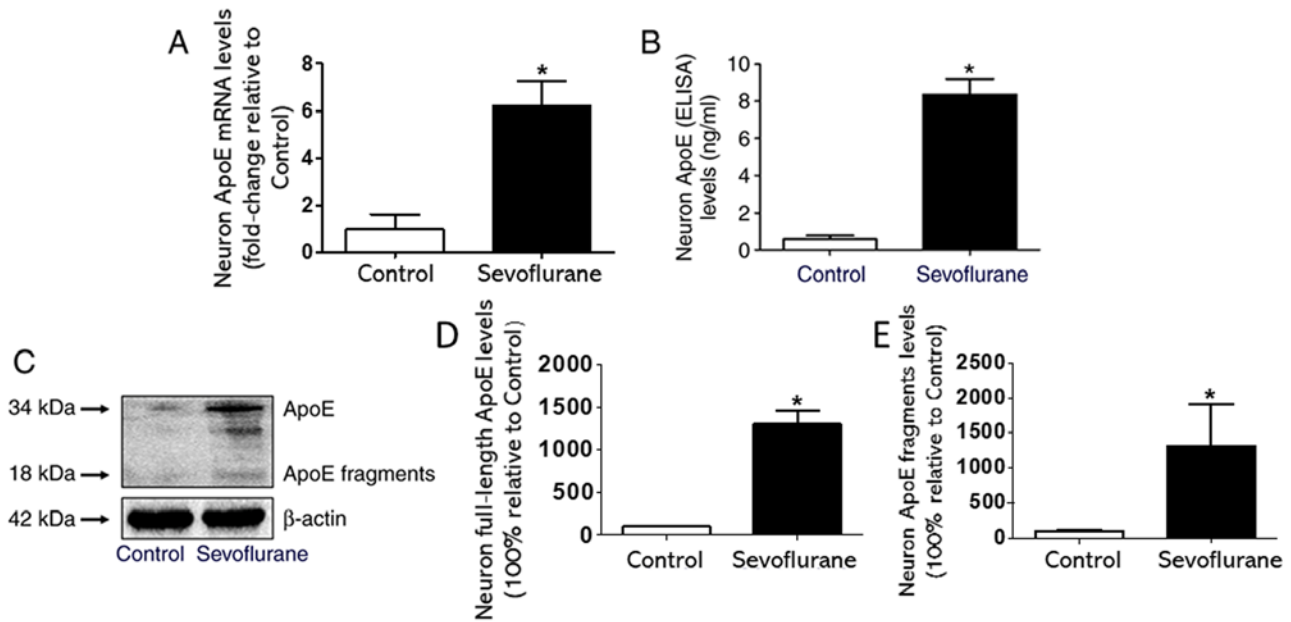 A
Neuron ApoE mRNA levels
(fold-change relative to
Control)
8
6
4
2
0
*
Control Sevoflurane
B
Neuron ApoE (ELISA)
levels (ng/ml)
10
8
6
4
2
0
*
Control Sevoflurane
C
34 kDa → ApoE
18 kDa → ApoE fragments
42 kDa → β-actin
Control Sevoflurane
D
Neuron full-length ApoE levels
(100% relative to Control)
2000
1500
1000
500
0
*
Control Sevoflurane
E
Neuron ApoE fragments levels
(100% relative to Control)
2500
2000
1500
1000
500
0
*
Control Sevoflurane